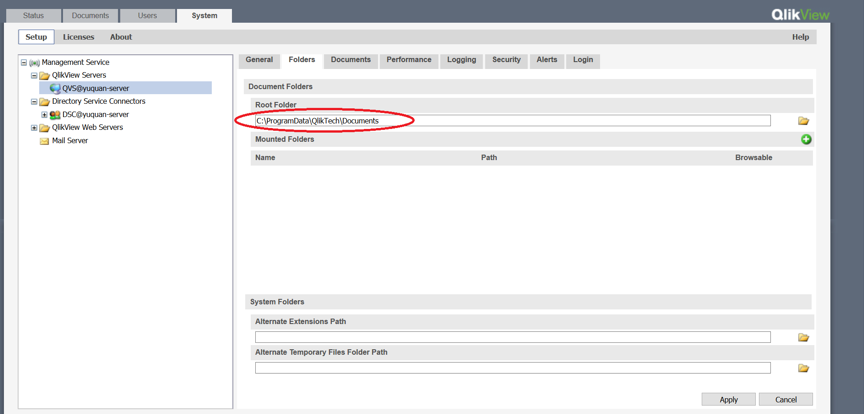 Status Documents Users System
QlikView
Setup Licenses About Help
Management Service
QlikView Servers
QVS@yuquan-server
Directory Service Connectors
DSC@yuquan-server
QlikView Web Servers
Mail Server
General Folders Documents Performance Logging Security Alerts Login
Document Folders
Root Folder
C:\ProgramData\QlikTech\Documents
Mounted Folders
Name Path Browsable
System Folders
Alternate Extensions Path
Alternate Temporary Files Folder Path
Apply Cancel